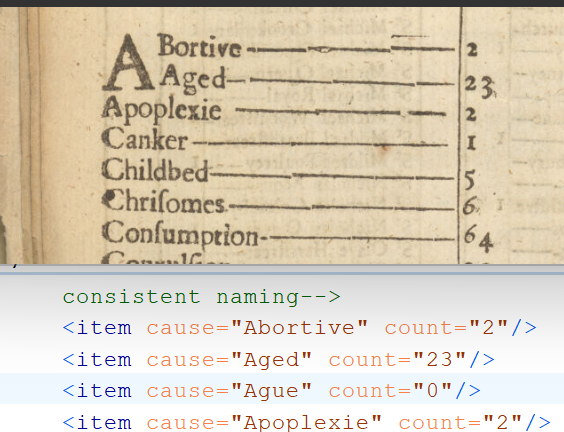 ABortive 2
Aged 23
Apoplexie 2
Canker 1
Childbed 5
Chriſomes 6
Conſumption 64
consistent naming-->
<item cause="Abortive" count="2"/>
<item cause="Aged" count="23"/>
<item cause="Ague" count="0"/>
<item cause="Apoplexie" count="2"/>